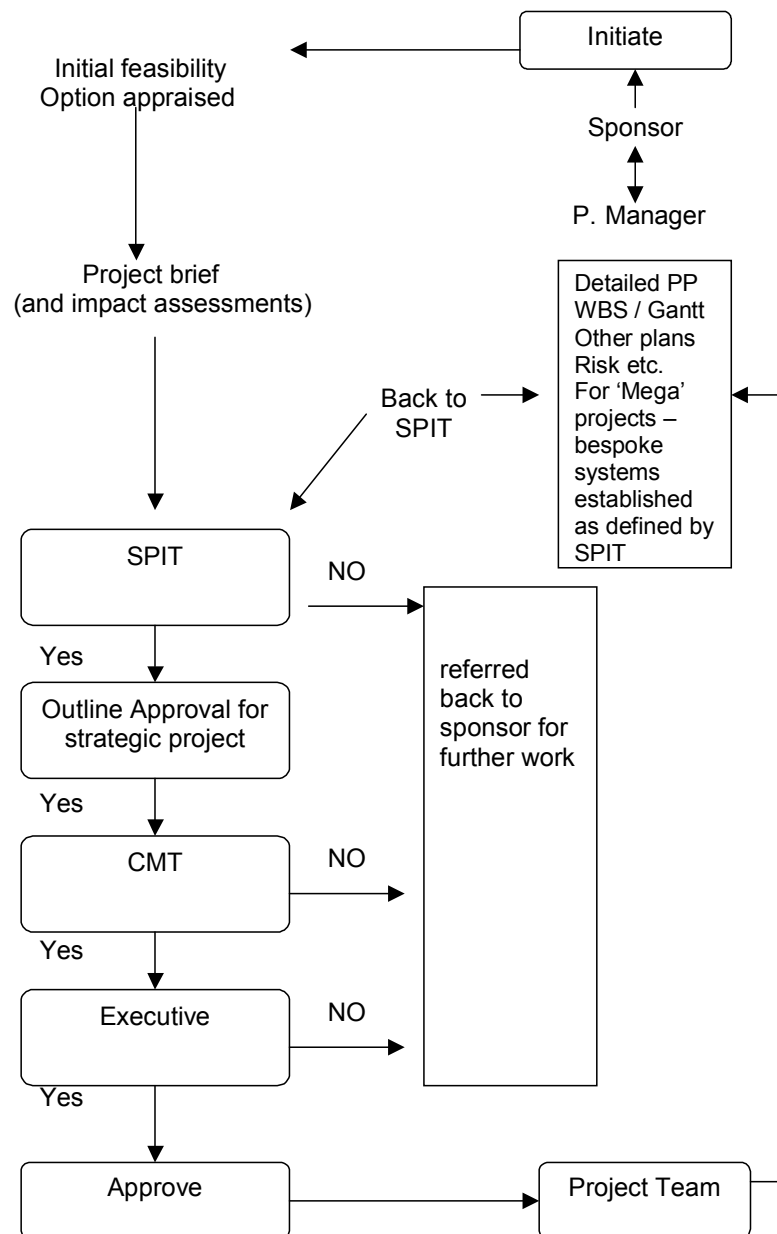 Initiate
Initial feasibility
Option appraised
Sponsor
P. Manager
Project brief
(and impact assessments)
Detailed PP
WBS / Gantt
Other plans
Risk etc.
For ‘Mega’
projects –
bespoke
systems
established
as defined by
SPIT
Back to
SPIT
SPIT
NO
Yes
referred
back to
sponsor for
further work
Outline Approval for
strategic project
Yes
CMT
NO
Yes
Executive
NO
Yes
Approve
Project Team